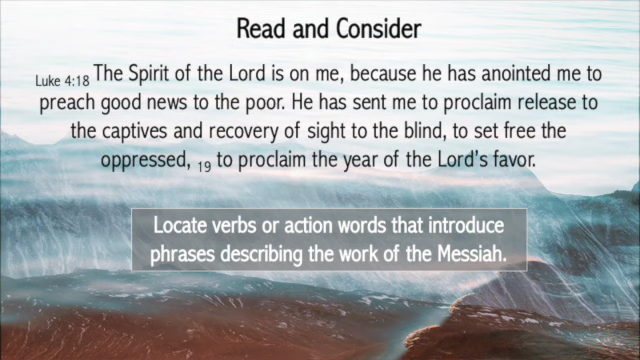 Read and Consider
Luke 4:18 The Spirit of the Lord is on me, because he has anointed me to
preach good news to the poor. He has sent me to proclaim release to
the captives and recovery of sight to the blind, to set free the
oppressed, 19 to proclaim the year of the Lord's favor.
Locate verbs or action words that introduce
phrases describing the work of the Messiah.